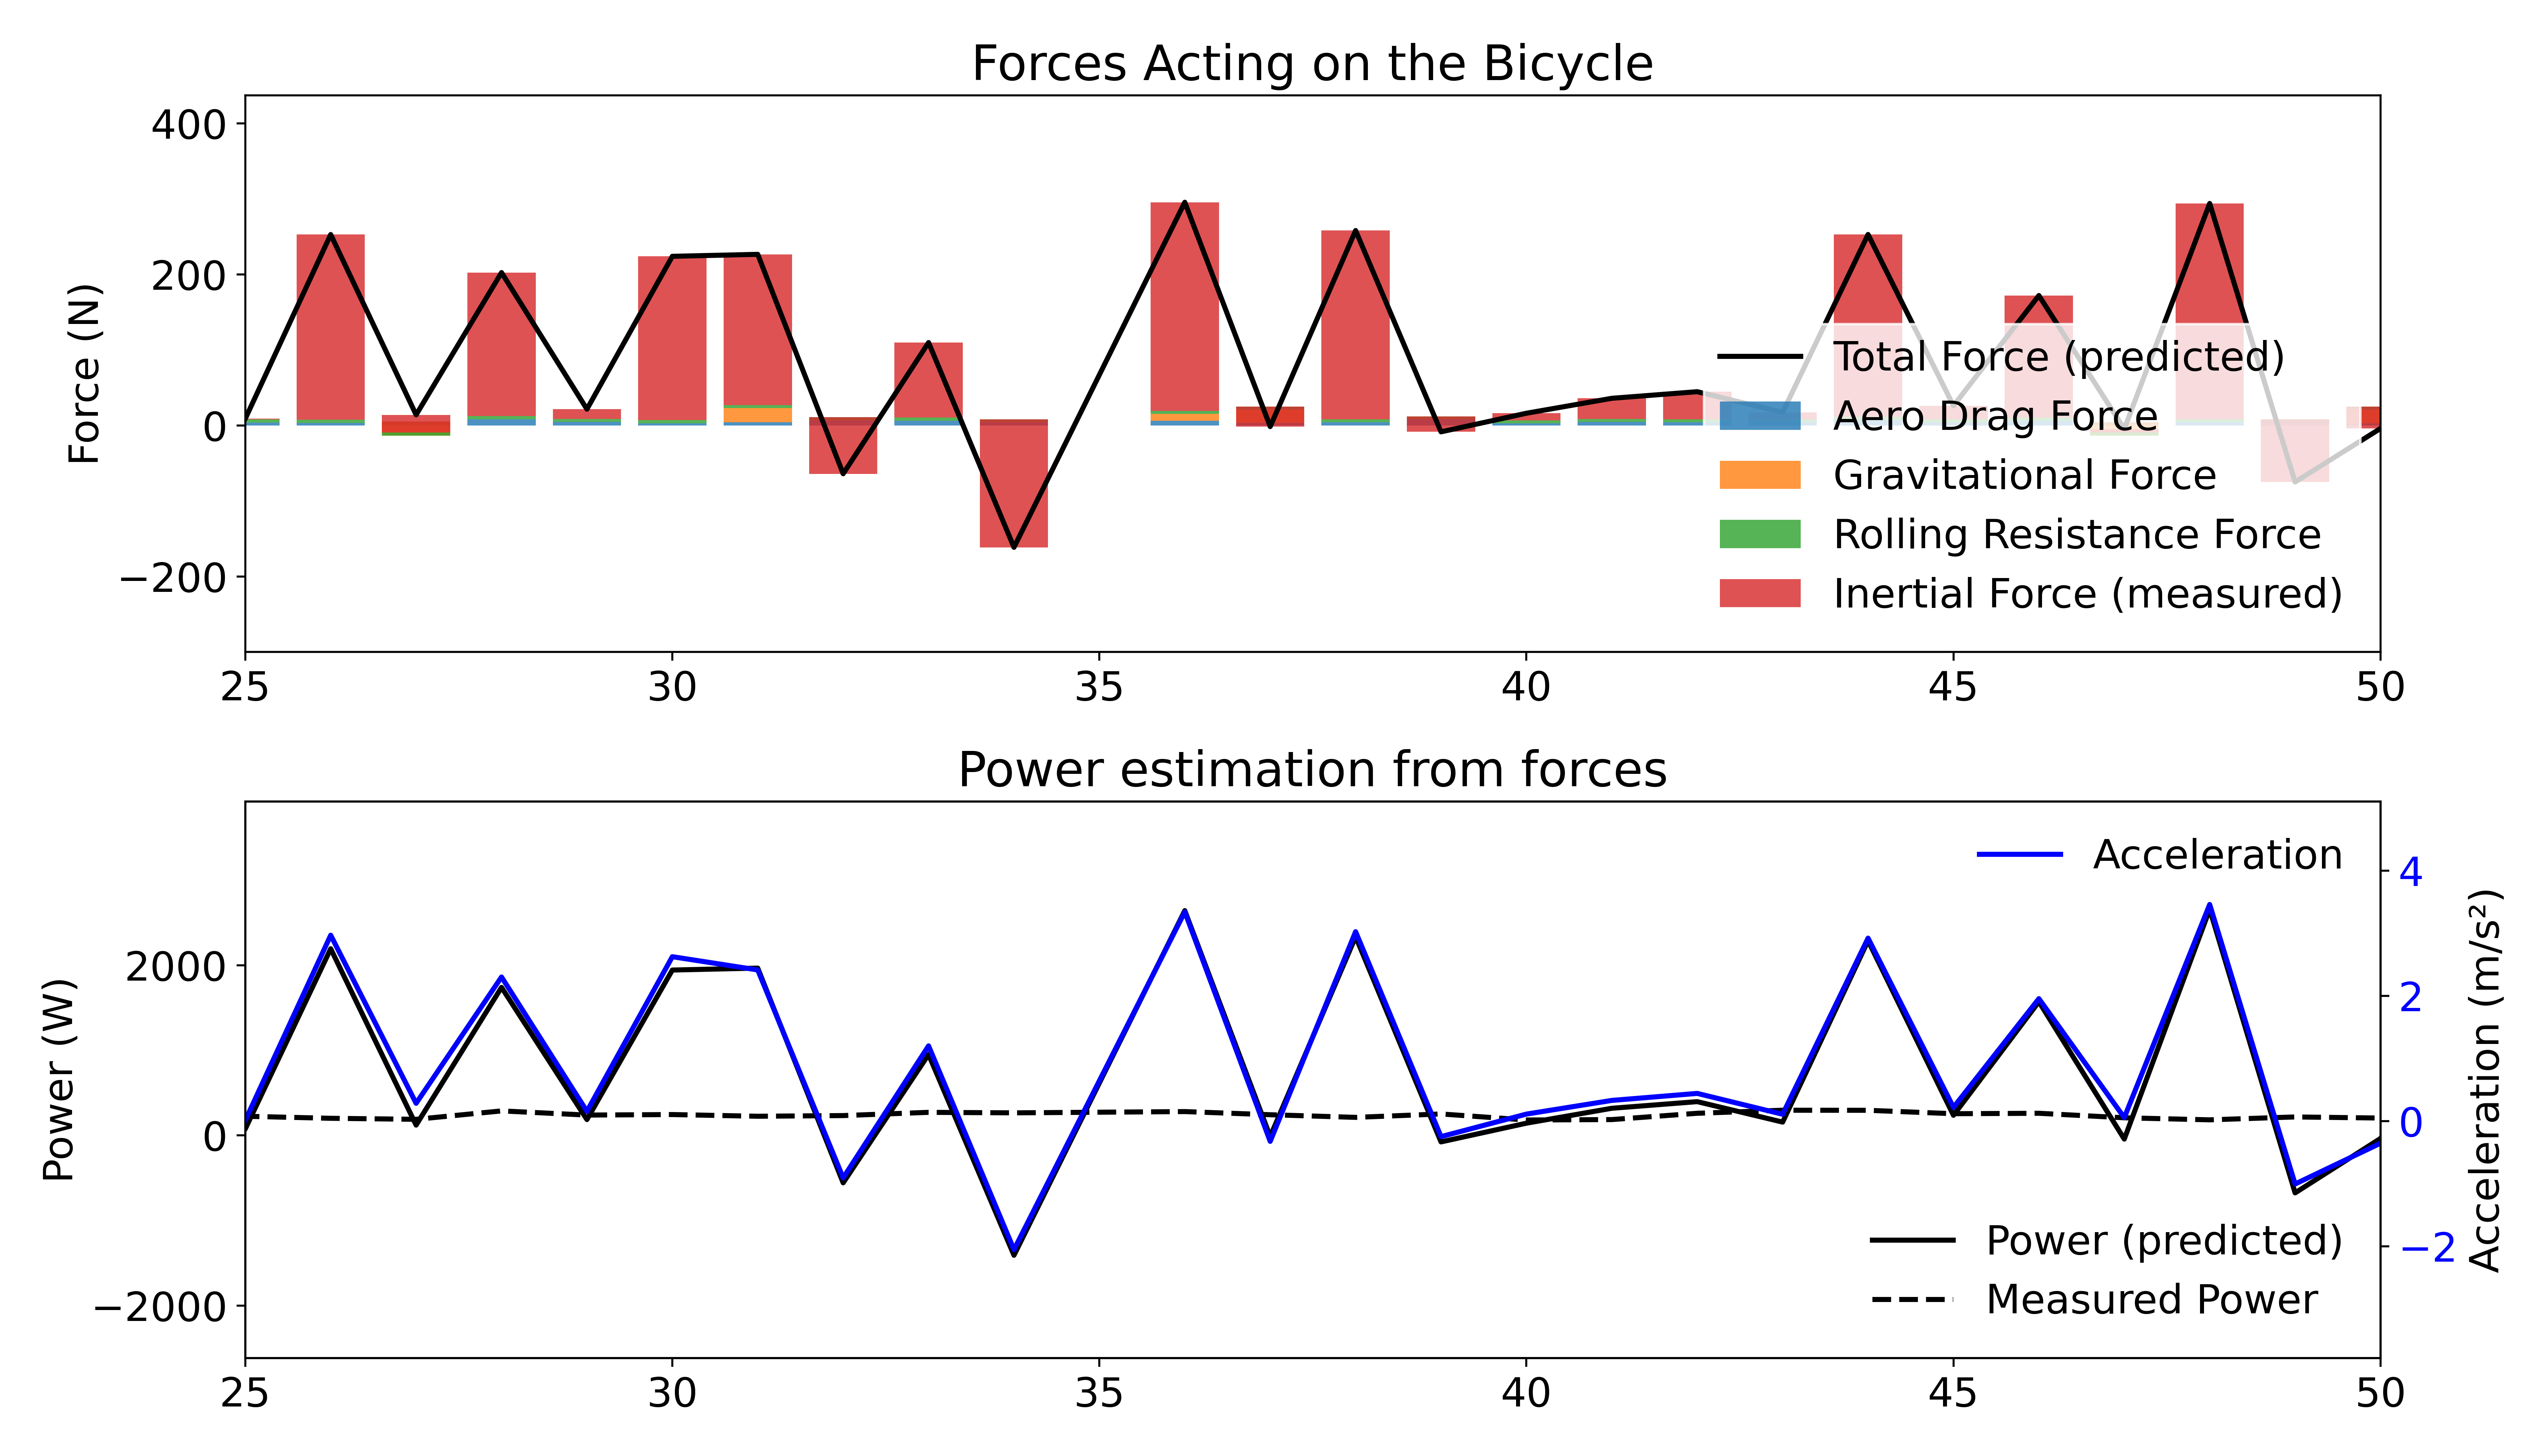 Forces Acting on the Bicycle
Force (N)
400
200
0
−200
Total Force (predicted)
Aero Drag Force
Gravitational Force
Rolling Resistance Force
Inertial Force (measured)
25 30 35 40 45 50
Power estimation from forces
Power (W)
2000
0
−2000
Acceleration
4
2
0
−2
Acceleration (m/s²)
Power (predicted)
Measured Power
25 30 35 40 45 50